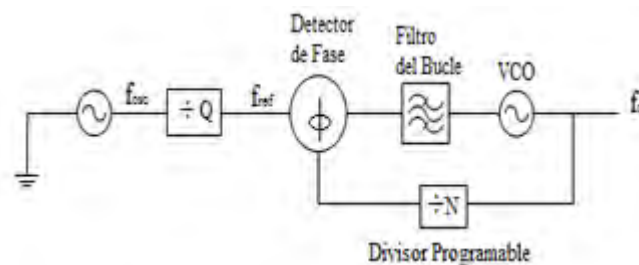 Detector
de Fase
Filtro
del Bucle
VCO
fosc
÷ Q
fref
ϕ
÷N
Divisor Programable